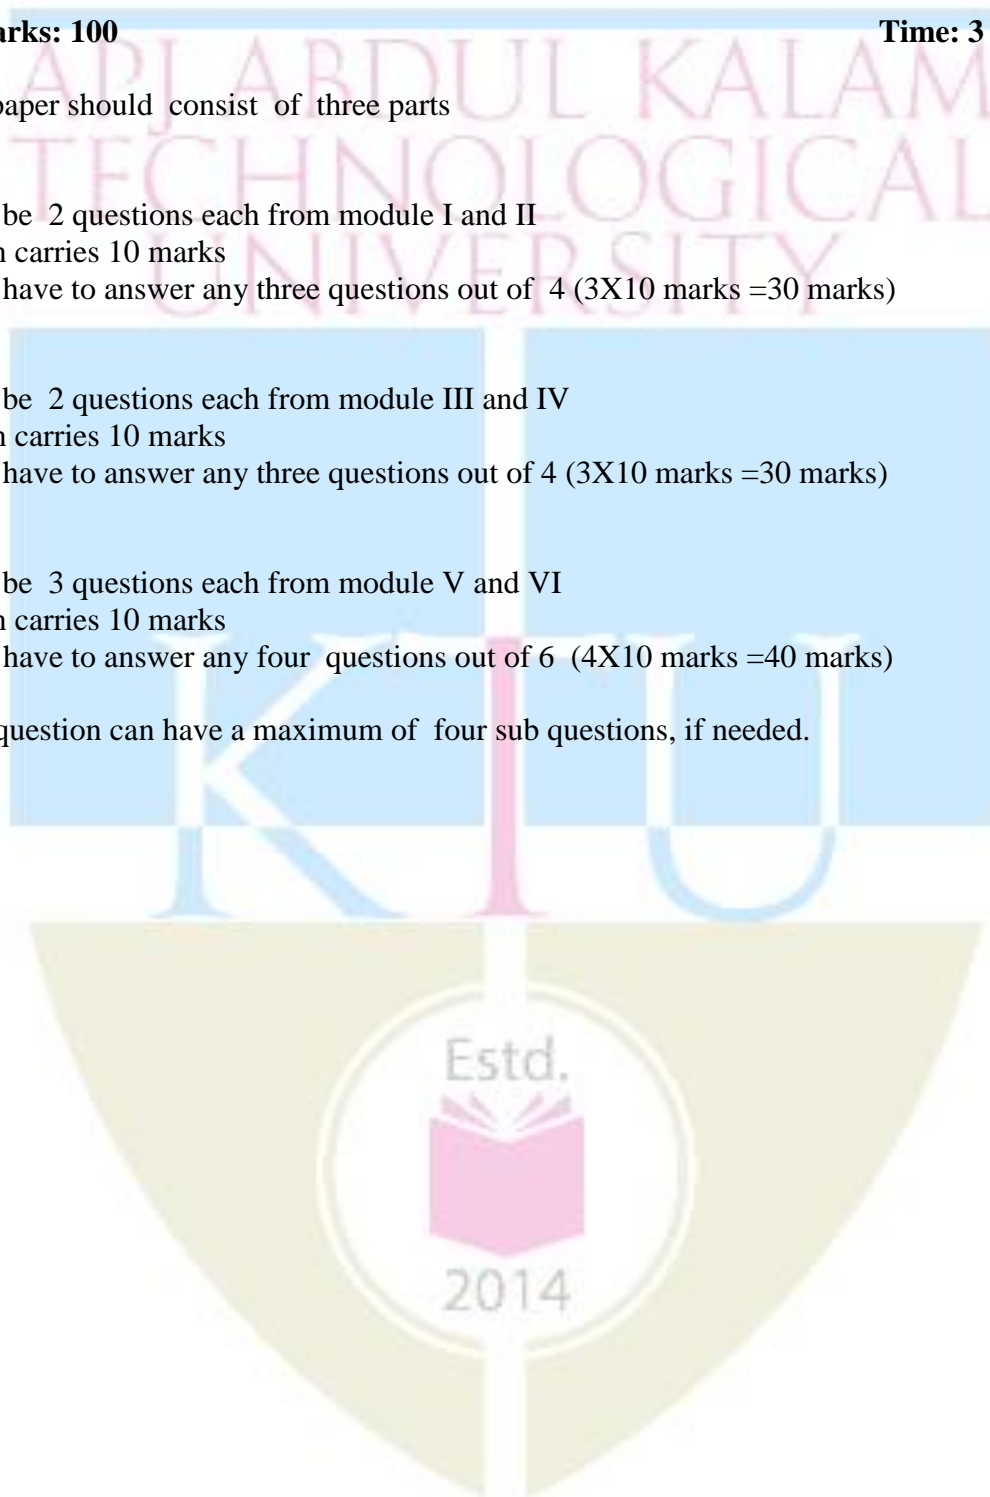 arks: 100 Time: 3
APJ ABDUL KALAM
paper should consist of three parts
TECHNOLOGICAL
be 2 questions each from module I and II
n carries 10 marks
UNIVERSITY
have to answer any three questions out of 4 (3X10 marks =30 marks)
be 2 questions each from module III and IV
n carries 10 marks
have to answer any three questions out of 4 (3X10 marks =30 marks)
be 3 questions each from module V and VI
n carries 10 marks
have to answer any four questions out of 6 (4X10 marks =40 marks)
question can have a maximum of four sub questions, if needed.
KTU
Estd.
2014